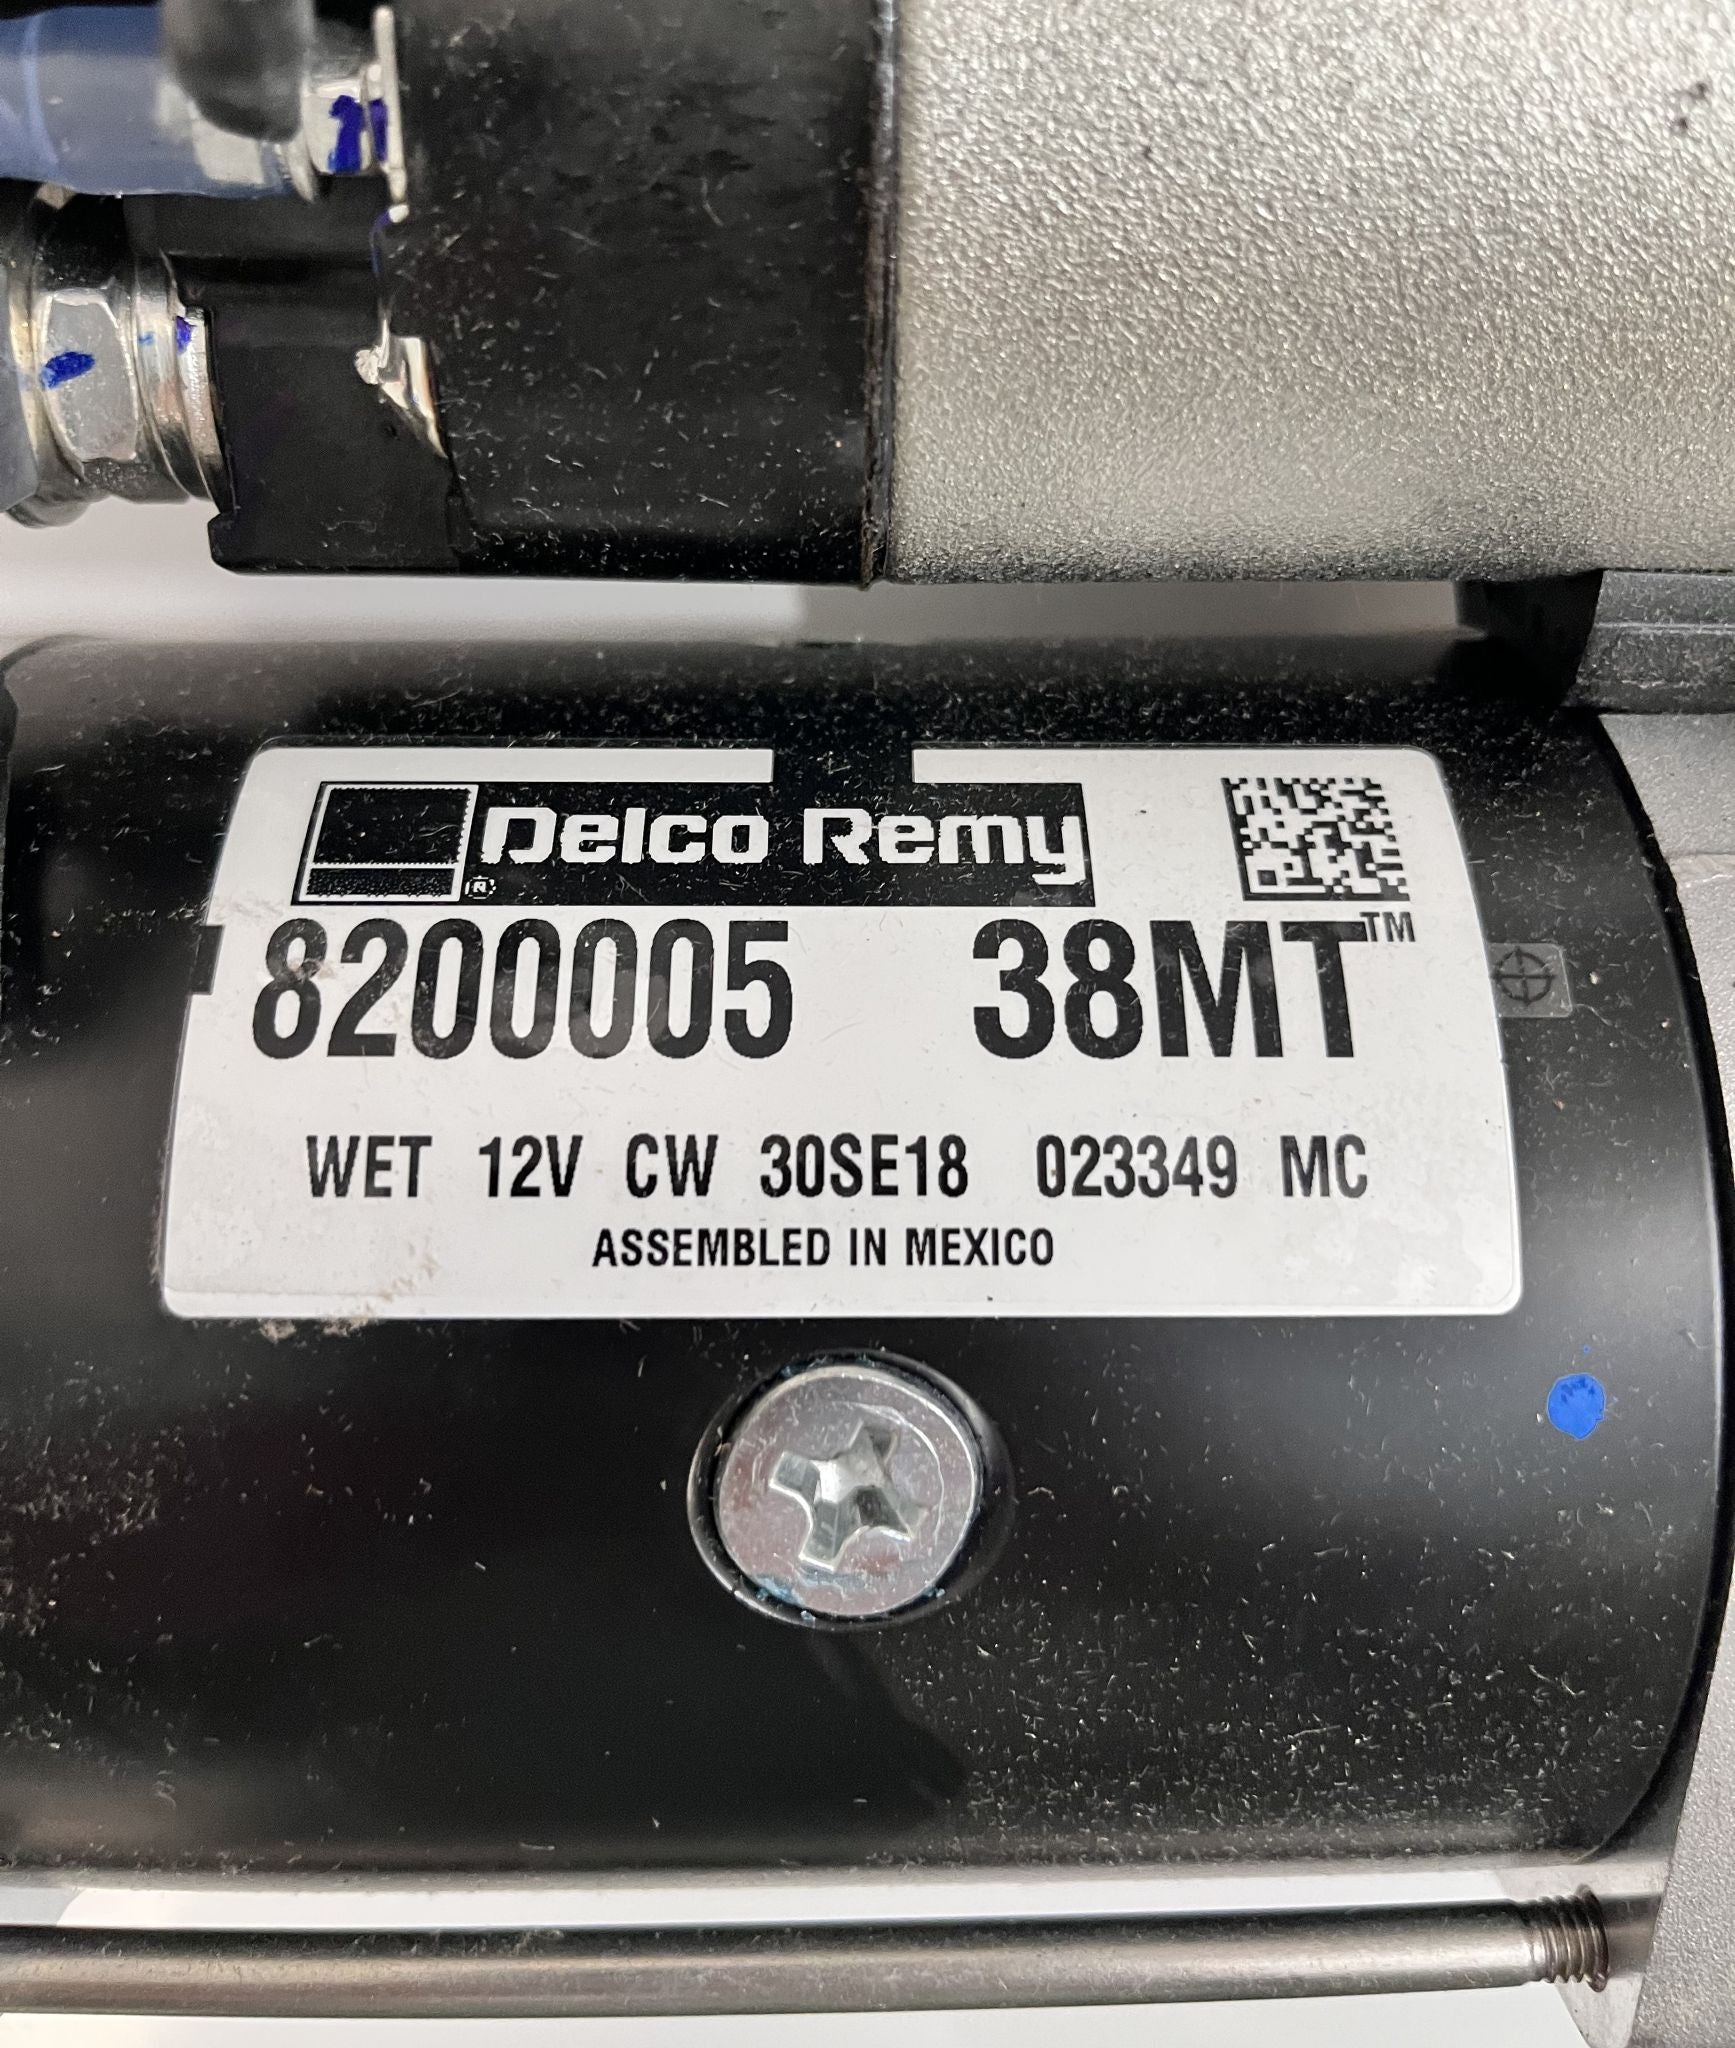 Delco Remy
®
8200005 38MT™
WET 12V CW 30SE18 023349 MC
ASSEMBLED IN MEXICO